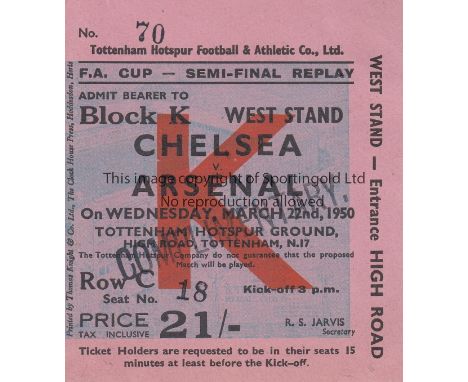 No. 70
Tottenham Hotspur Football & Athletic Co., Ltd.
F.A. CUP — SEMI-FINAL REPLAY
ADMIT BEARER TO
Block K WEST STAND
K
CHELSEA
v.
ARSENAL
This image copyright of Sportingold Ltd
No reproduction allowed
COMPLIMENTARY.
On WEDNESDAY, MARCH 22nd, 1950
TOTTENHAM HOTSPUR GROUND,
HIGH ROAD, TOTTENHAM, N.17
The Tottenham Hotspur Company do not guarantee that the proposed
Match will be played.
Row C
Seat No. 18
Kick-off 3 p.m.
PRICE 21/-
TAX INCLUSIVE
R. S. JARVIS
Secretary
Ticket Holders are requested to be in their seats 15
minutes at least before the Kick-off.
WEST STAND — Entrance HIGH ROAD
Printed by Thomas Knight & Co. Ltd., The Clock House Press, Hoddesdon, Herts